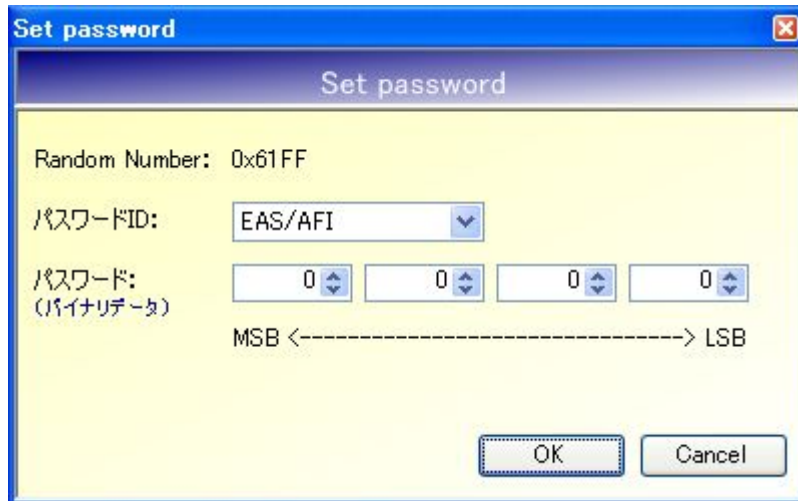 Set password
Set password
Random Number: 0x61FF
パスワードID: EAS/AFI
パスワード: 0 0 0 0
(バイナリデータ)
MSB <--------------------------------> LSB
OK Cancel